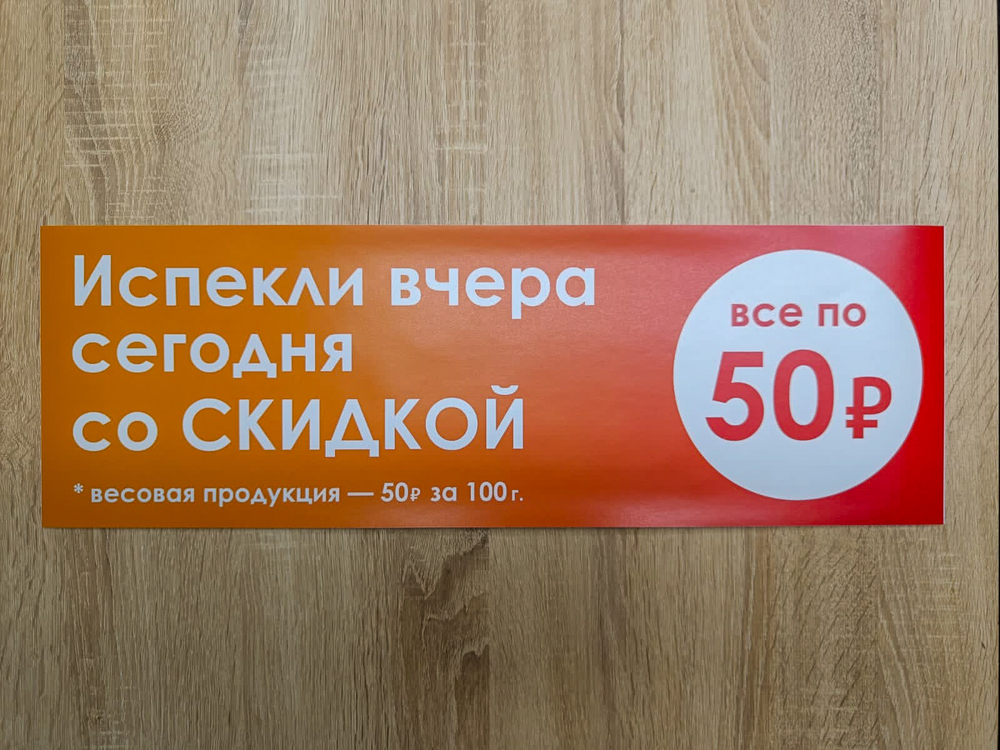 Испекли вчера
сегодня
со СКИДКОЙ
* весовая продукция — 50₽ за 100 г.
все по
50 ₽